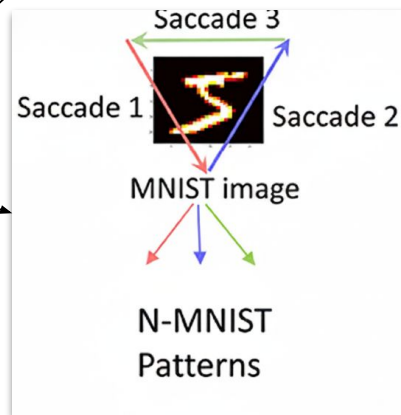 Saccade 3
Saccade 1
Saccade 2
MNIST image
N-MNIST
Patterns